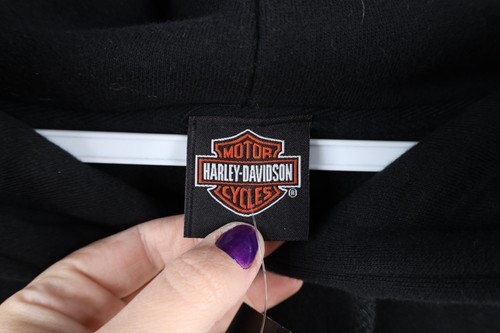 MOTOR
HARLEY-DAVIDSON
CYCLES
®